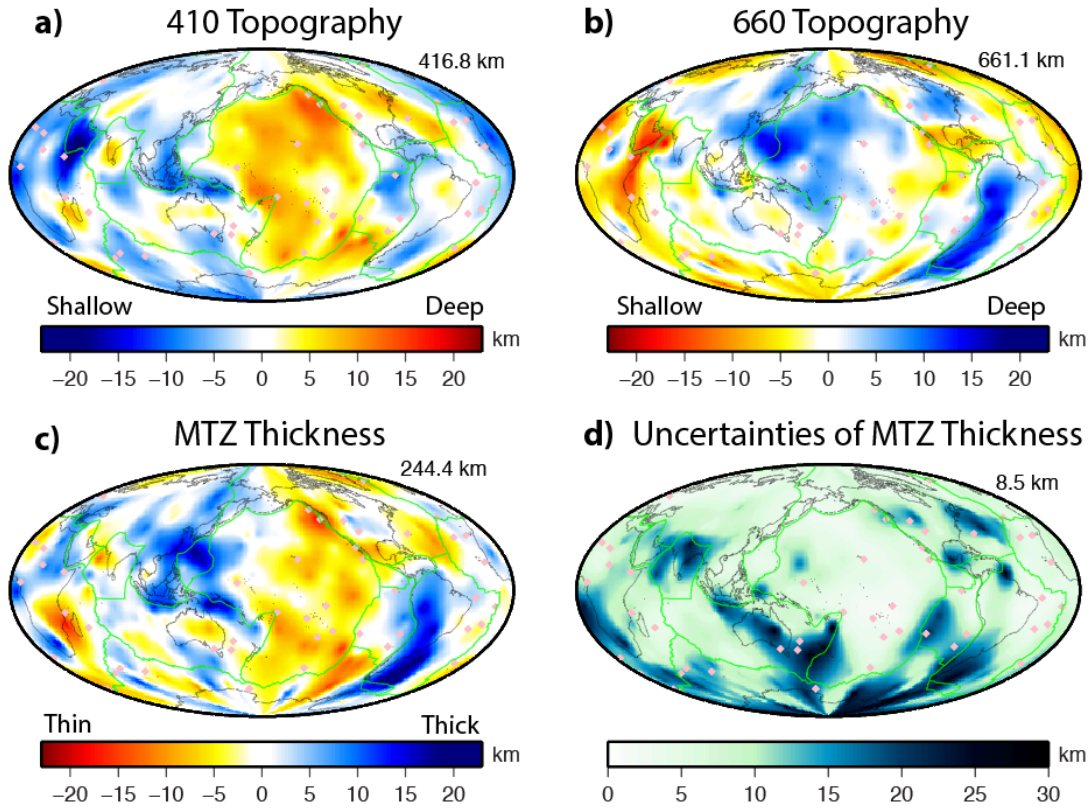 a) 410 Topography
416.8 km
Shallow Deep
km
−20 −15 −10 −5 0 5 10 15 20
b) 660 Topography
661.1 km
Shallow Deep
km
−20 −15 −10 −5 0 5 10 15 20
c) MTZ Thickness
244.4 km
Thin Thick
km
−20 −15 −10 −5 0 5 10 15 20
d) Uncertainties of MTZ Thickness
8.5 km
km
0 5 10 15 20 25 30